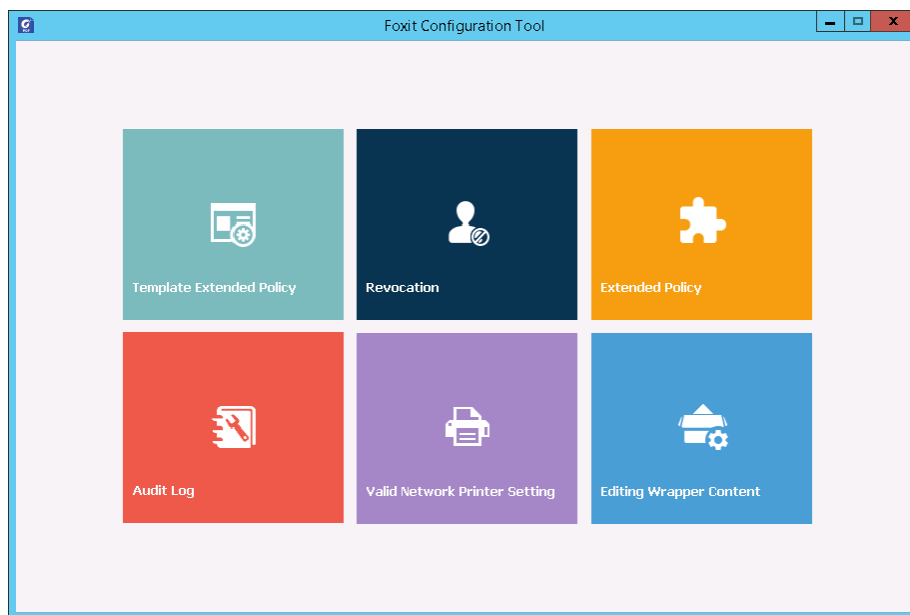 Foxit Configuration Tool
Template Extended Policy
Revocation
Extended Policy
Audit Log
Valid Network Printer Setting
Editing Wrapper Content